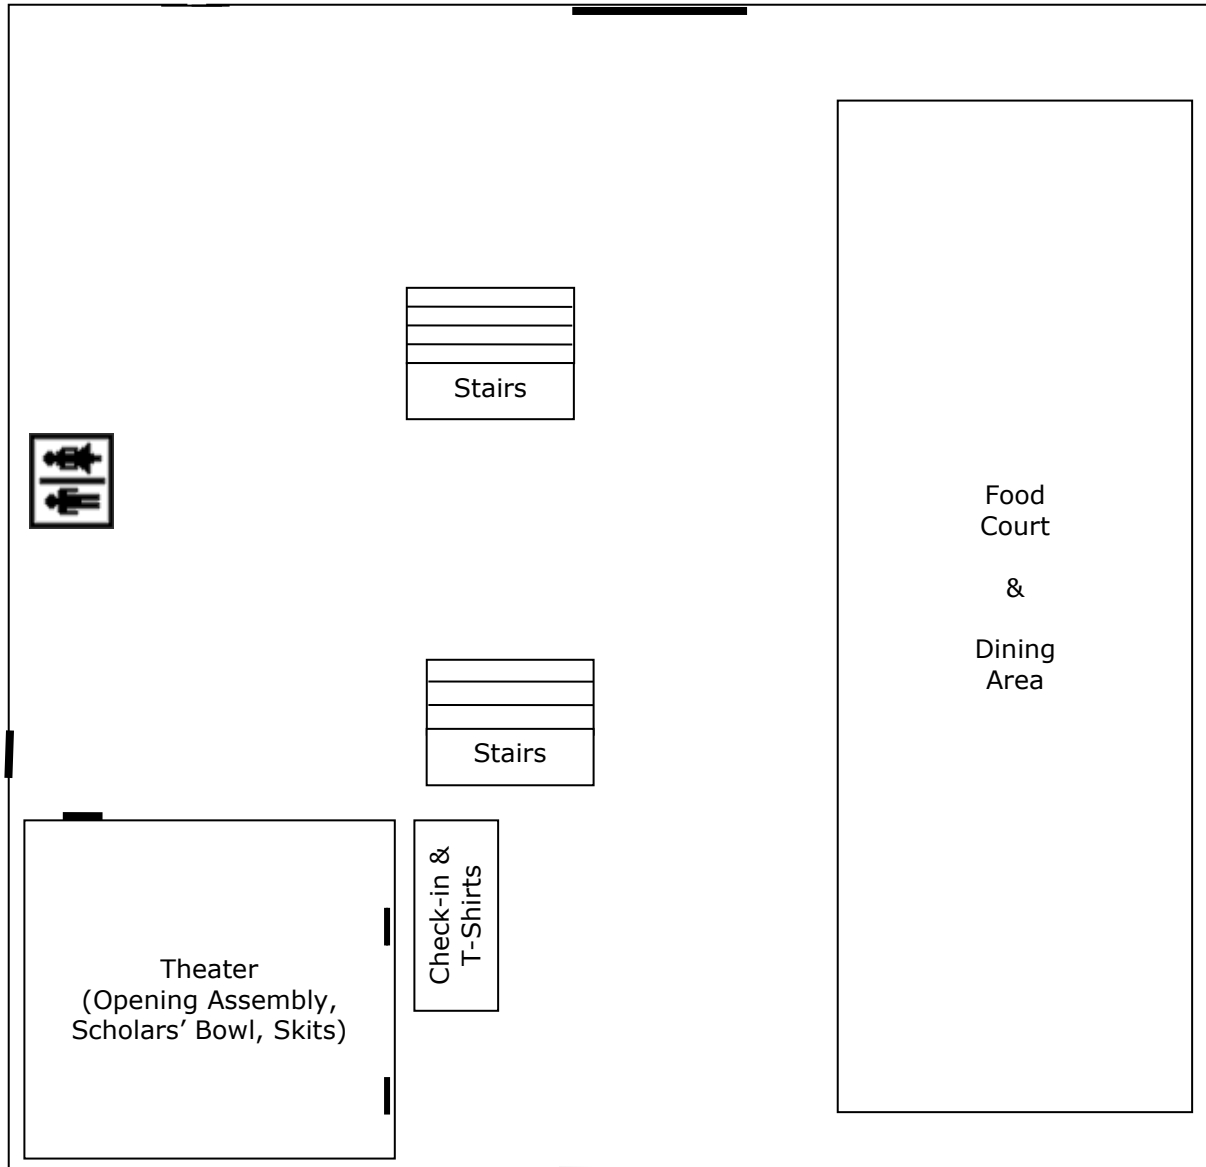 Stairs
Food
Court
&
Dining
Area
Stairs
Check-in &
T-Shirts
Theater
(Opening Assembly,
Scholars’ Bowl, Skits)